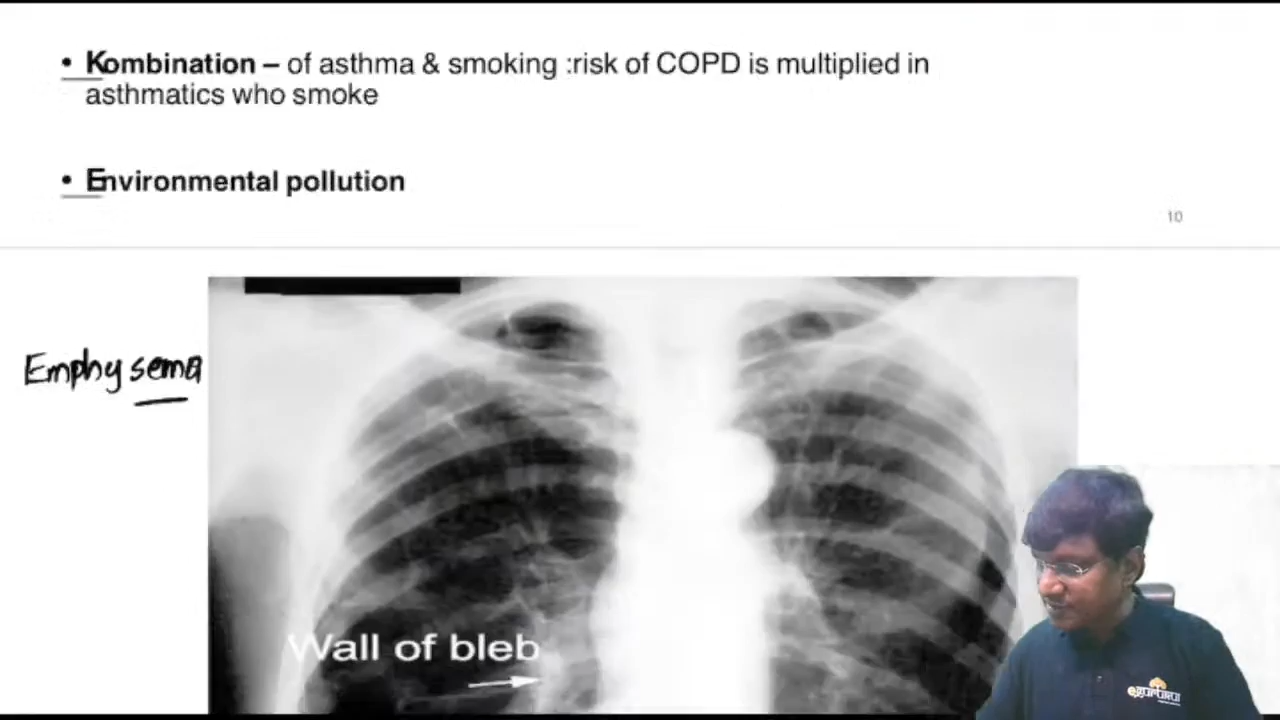 • Kombination – of asthma & smoking :risk of COPD is multiplied in
asthmatics who smoke
• Environmental pollution
10
Emphysema
Wall of bleb
egurukul